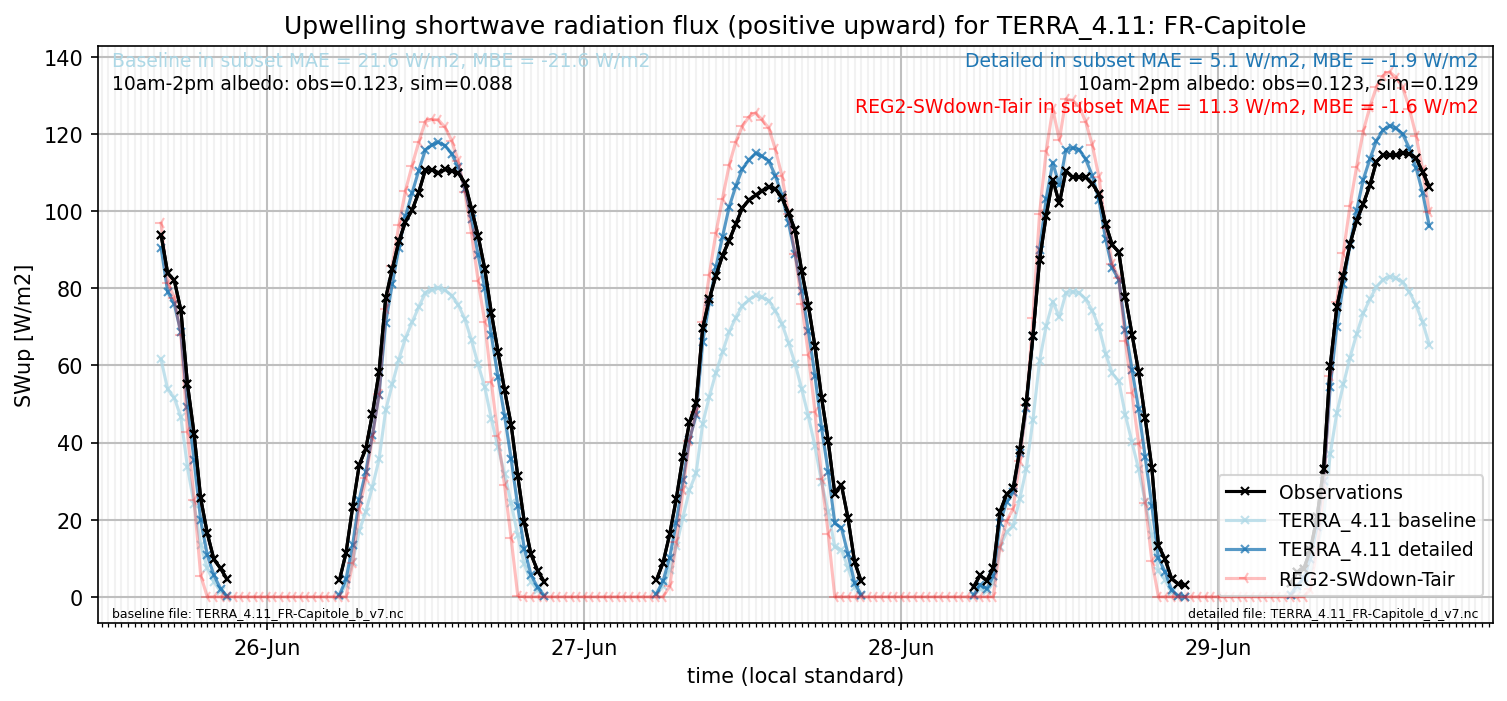 Upwelling shortwave radiation flux (positive upward) for TERRA_4.11: FR-Capitole
Baseline in subset MAE = 21.6 W/m2, MBE = -21.6 W/m2
10am-2pm albedo: obs=0.123, sim=0.088
Detailed in subset MAE = 5.1 W/m2, MBE = -1.9 W/m2
10am-2pm albedo: obs=0.123, sim=0.129
REG2-SWdown-Tair in subset MAE = 11.3 W/m2, MBE = -1.6 W/m2
SWup [W/m2]
140
120
100
80
60
40
20
0
Observations
TERRA_4.11 baseline
TERRA_4.11 detailed
REG2-SWdown-Tair
baseline file: TERRA_4.11_FR-Capitole_b_v7.nc
detailed file: TERRA_4.11_FR-Capitole_d_v7.nc
26-Jun
27-Jun
28-Jun
29-Jun
time (local standard)